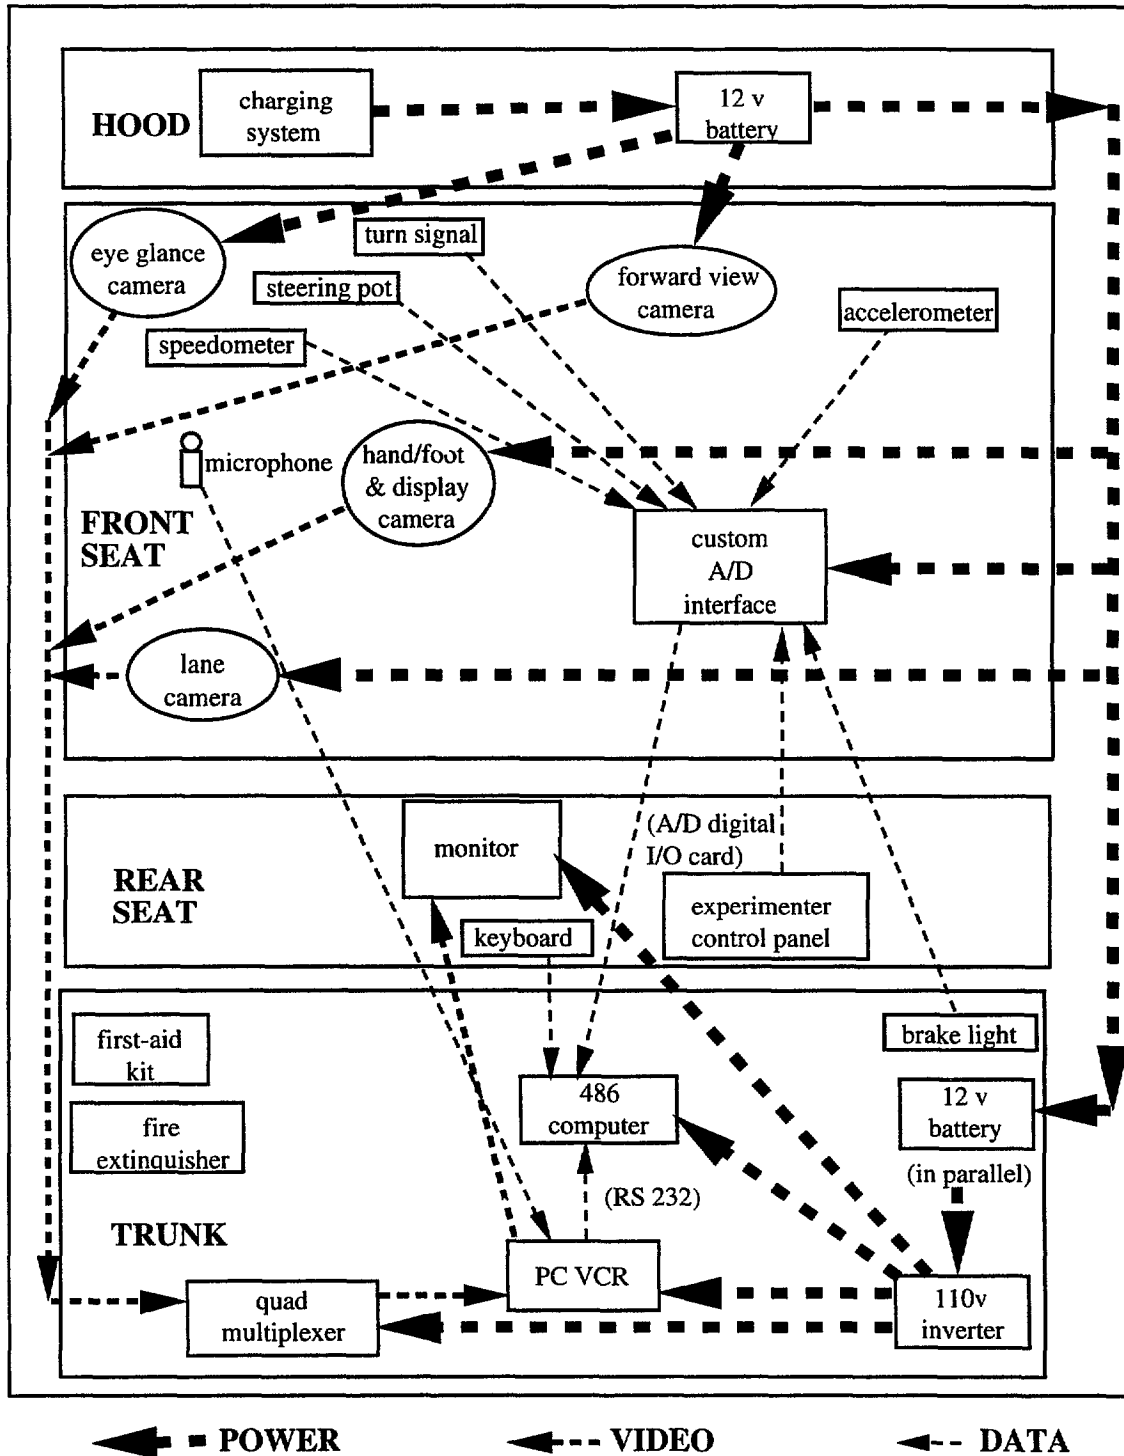 HOOD
charging
system
12 v
battery
eye glance
camera
turn signal
steering pot
speedometer
forward view
camera
accelerometer
microphone
hand/foot
& display
camera
FRONT
SEAT
custom
A/D
interface
lane
camera
REAR
SEAT
monitor
keyboard
(A/D digital
I/O card)
experimenter
control panel
first-aid
kit
fire
extinguisher
TRUNK
486
computer
(RS 232)
brake light
12 v
battery
(in parallel)
PC VCR
quad
multiplexer
110v
inverter
POWER
VIDEO
DATA